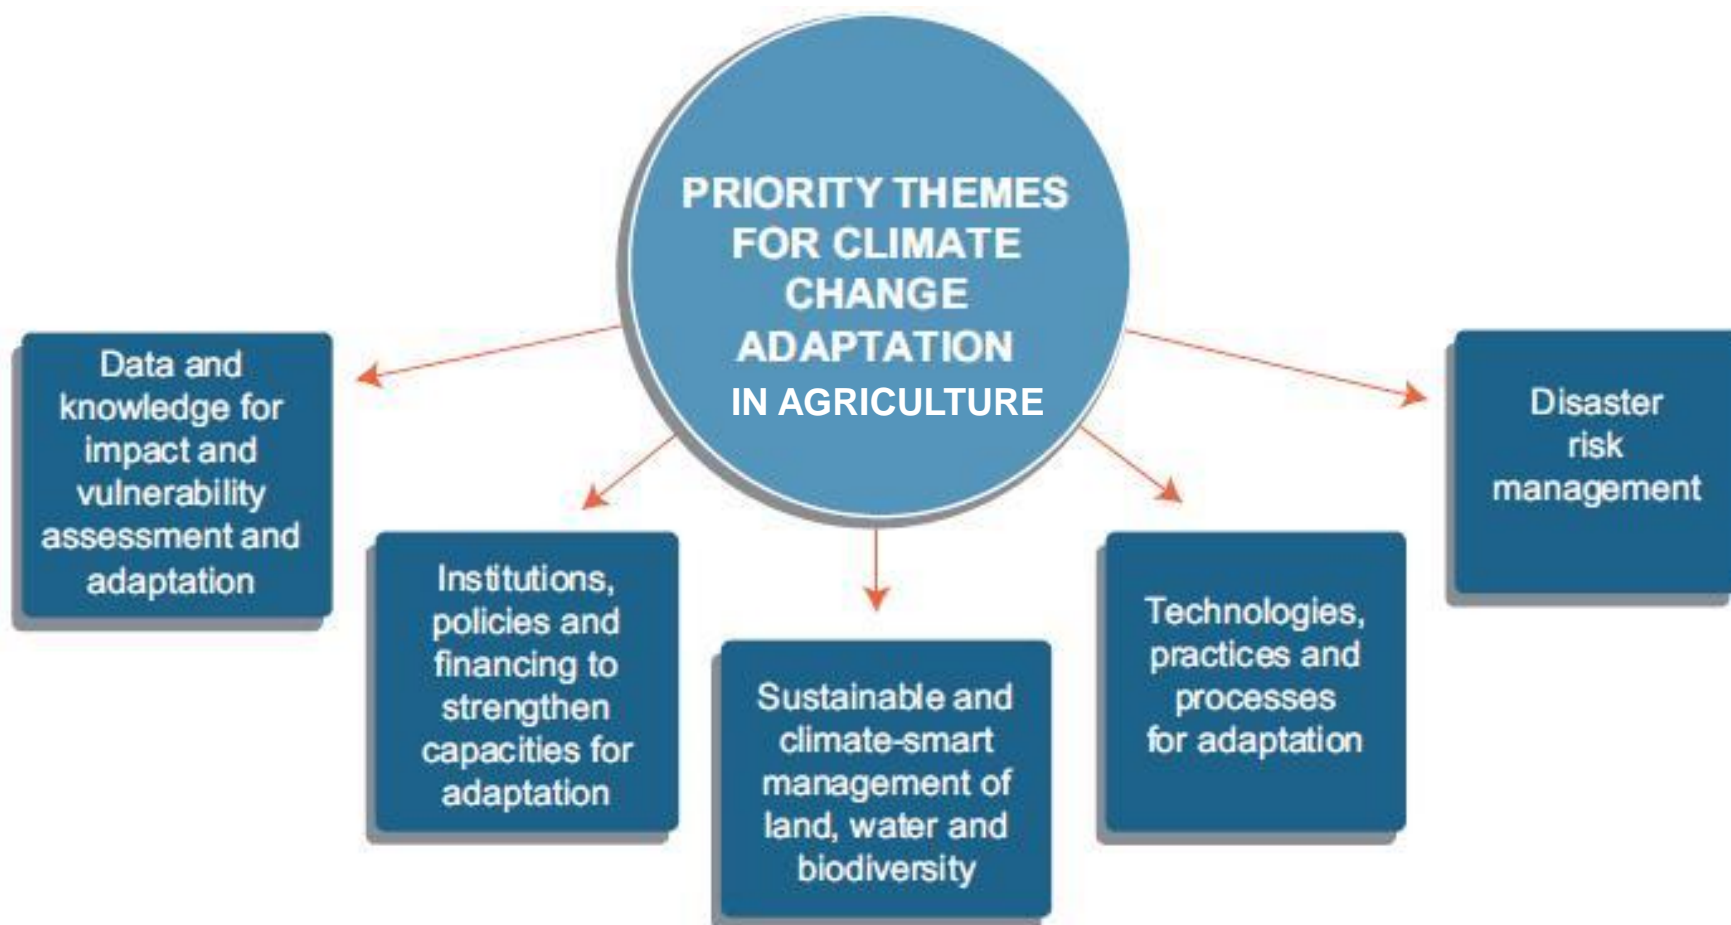 PRIORITY THEMES
FOR CLIMATE
CHANGE
ADAPTATION
IN AGRICULTURE
Data and
knowledge for
impact and
vulnerability
assessment and
adaptation
Institutions,
policies and
financing to
strengthen
capacities for
adaptation
Sustainable and
climate-smart
management of
land, water and
biodiversity
Technologies,
practices and
processes
for adaptation
Disaster
risk
management